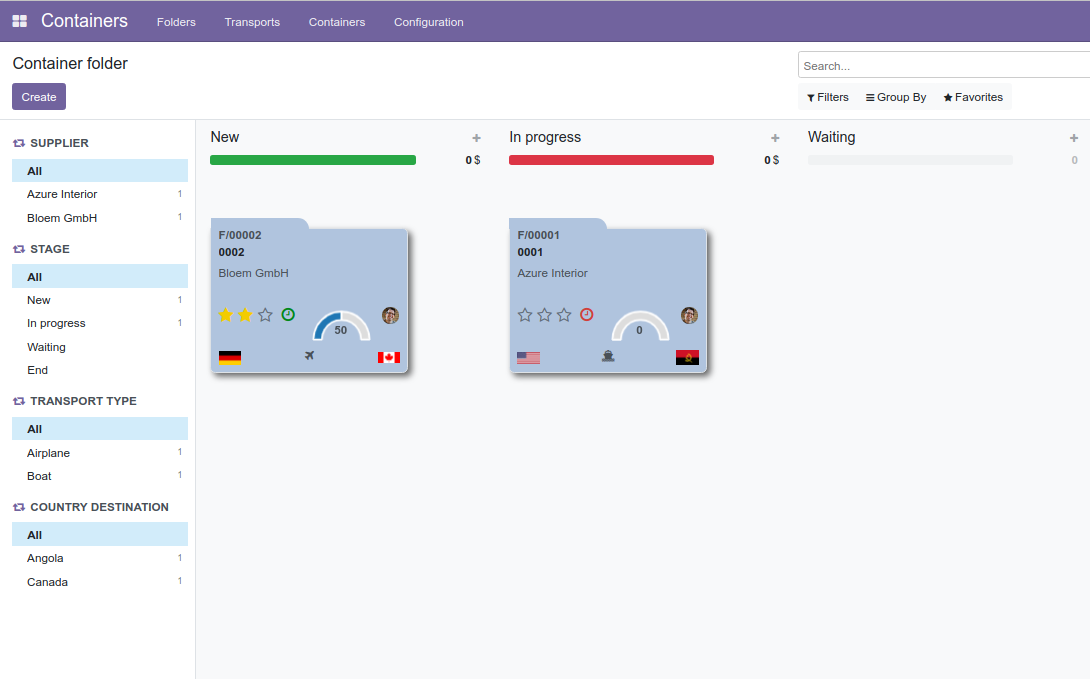 Containers Folders Transports Containers Configuration
Container folder
Search...
Create
Filters Group By Favorites
SUPPLIER
All
Azure Interior 1
Bloem GmbH 1
STAGE
All
New 1
In progress 1
Waiting
End
TRANSPORT TYPE
All
Airplane 1
Boat 1
COUNTRY DESTINATION
All
Angola 1
Canada 1
New +
0 $
F/00002
0002
Bloem GmbH
50
In progress +
0 $
F/00001
0001
Azure Interior
0
Waiting +
0